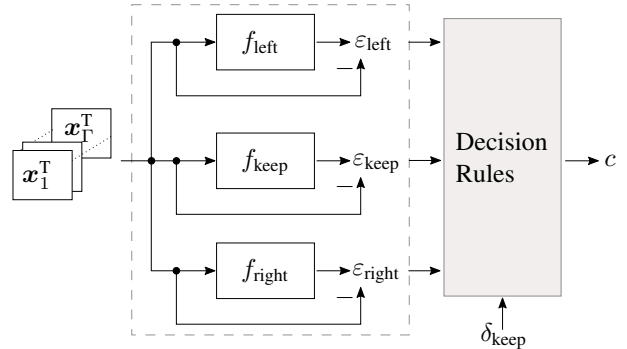 f_left
ε_left
−
x_Γ^T
x_1^T
f_keep
ε_keep
−
Decision
Rules
c
f_right
ε_right
−
δ_keep